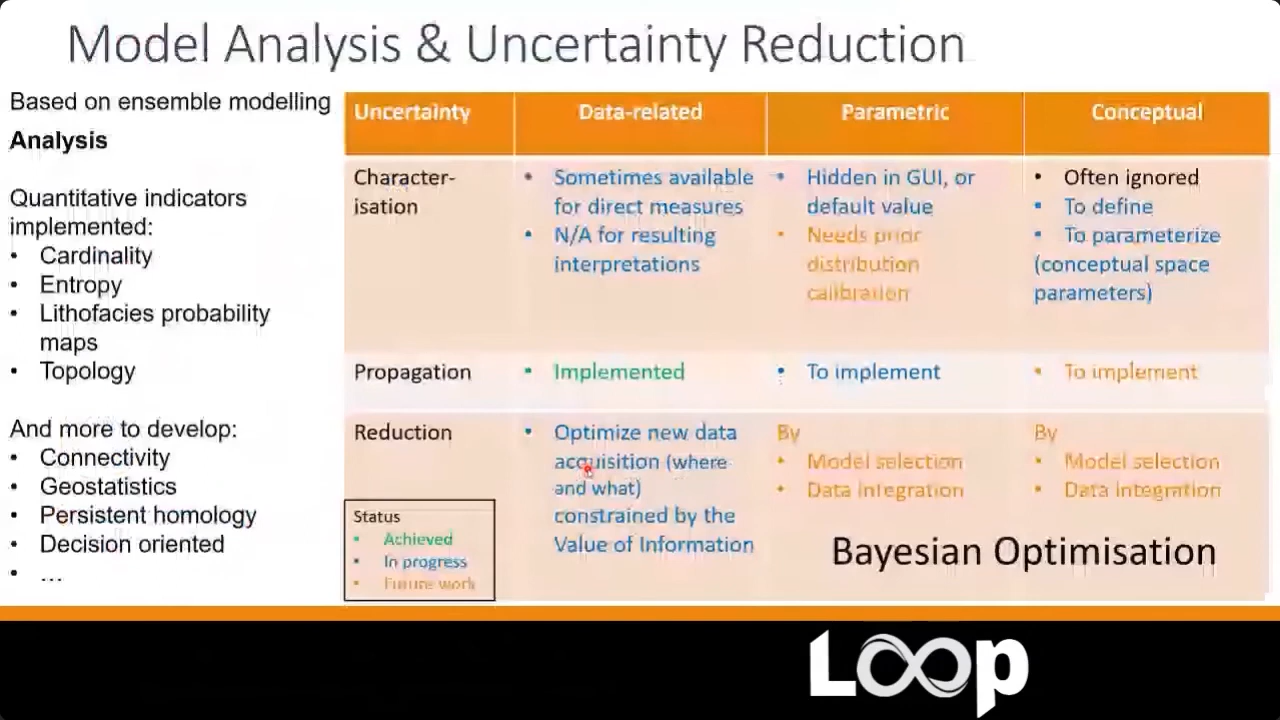 Model Analysis & Uncertainty Reduction
Based on ensemble modelling
Analysis
Quantitative indicators
implemented:
• Cardinality
• Entropy
• Lithofacies probability
maps
• Topology
And more to develop:
• Connectivity
• Geostatistics
• Persistent homology
• Decision oriented
• ...
Uncertainty
Data-related
Parametric
Conceptual
Character-
isation
• Sometimes available
for direct measures
• N/A for resulting
interpretations
• Hidden in GUI, or
default value
• Needs prior
distribution
calibration
• Often ignored
• To define
• To parameterize
(conceptual space
parameters)
Propagation
• Implemented
• To implement
• To implement
Reduction
• Optimize new data
acquisition (where
and what)
constrained by the
Value of Information
By
• Model selection
• Data integration
By
• Model selection
• Data integration
Bayesian Optimisation
Status
• Achieved
• In progress
• Future work
Loop